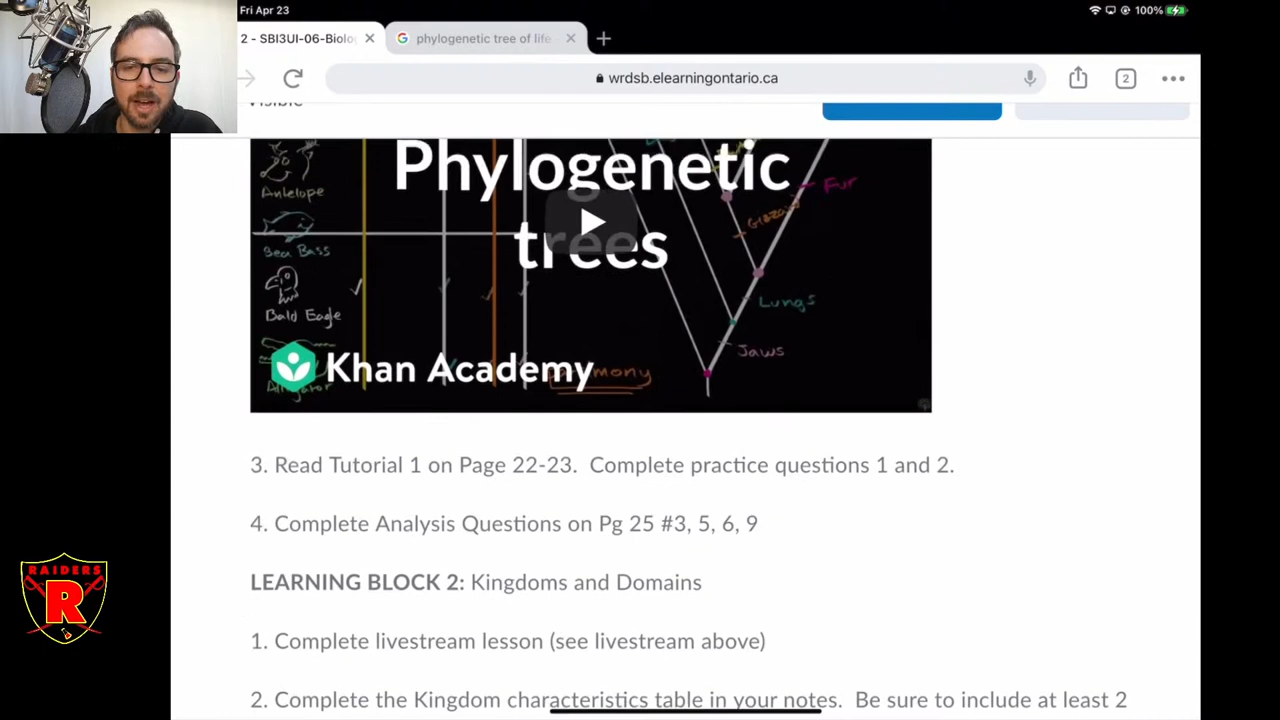 Fri Apr 23
100%
2 - SBI3UI-06-Biolo
phylogenetic tree of life
wrdsb.elearningontario.ca
2
Visible
Phylogenetic
trees
Antelope
Sea Bass
Bald Eagle
Alligator
Fur
Gizzard
Lungs
Jaws
Khan Academy
3. Read Tutorial 1 on Page 22-23. Complete practice questions 1 and 2.
4. Complete Analysis Questions on Pg 25 #3, 5, 6, 9
RAIDERS
R
LEARNING BLOCK 2: Kingdoms and Domains
1. Complete livestream lesson (see livestream above)
2. Complete the Kingdom characteristics table in your notes. Be sure to include at least 2